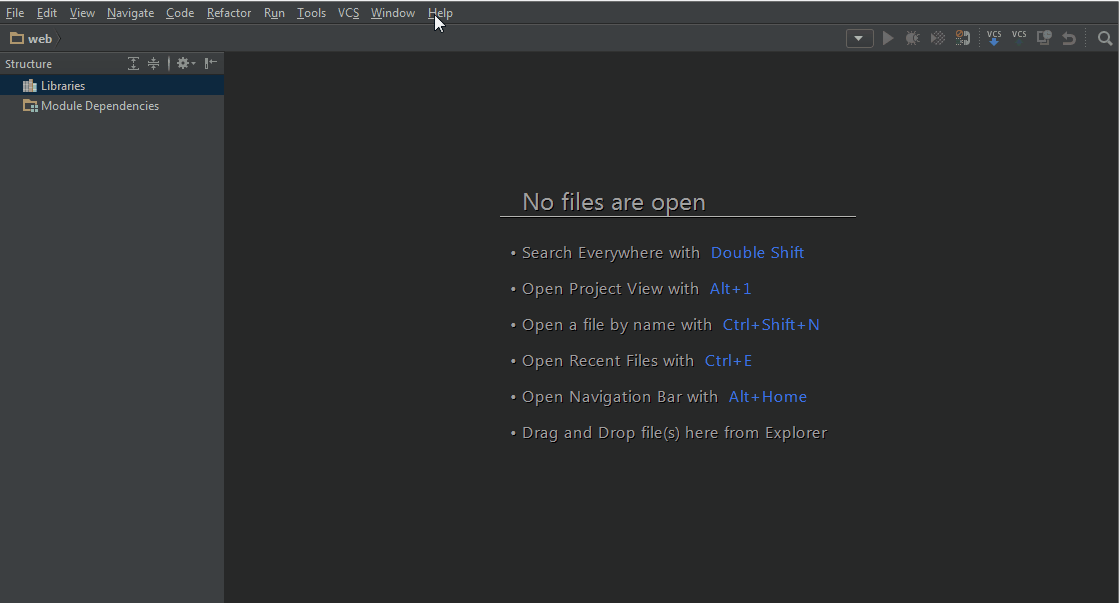 File Edit View Navigate Code Refactor Run Tools VCS Window Help
web
VCS VCS
Structure
Libraries
Module Dependencies
No files are open
• Search Everywhere with Double Shift
• Open Project View with Alt+1
• Open a file by name with Ctrl+Shift+N
• Open Recent Files with Ctrl+E
• Open Navigation Bar with Alt+Home
• Drag and Drop file(s) here from Explorer